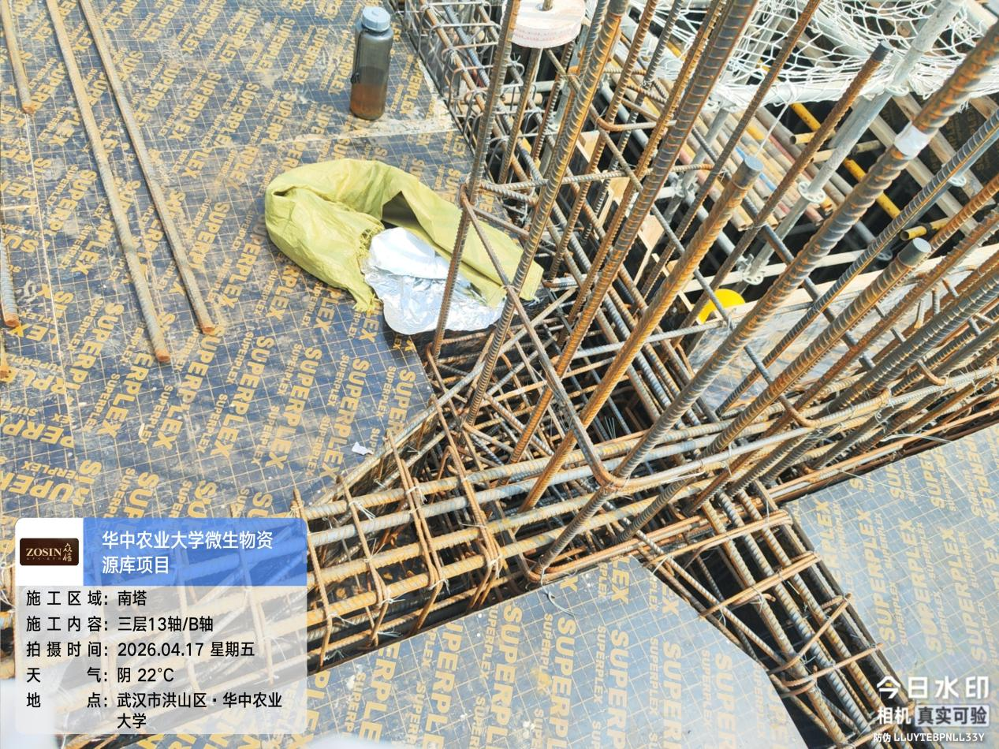 SUPERPLEX
ZOSIN 众信
华中农业大学微生物资
源库项目
施工区域：南塔
施工内容：三层13轴/B轴
拍摄时间：2026.04.17 星期五
天气：阴 22°C
地点：武汉市洪山区·华中农业
大学
今日水印
相机 真实可验
防伪 LLUYTEBPNLL33Y